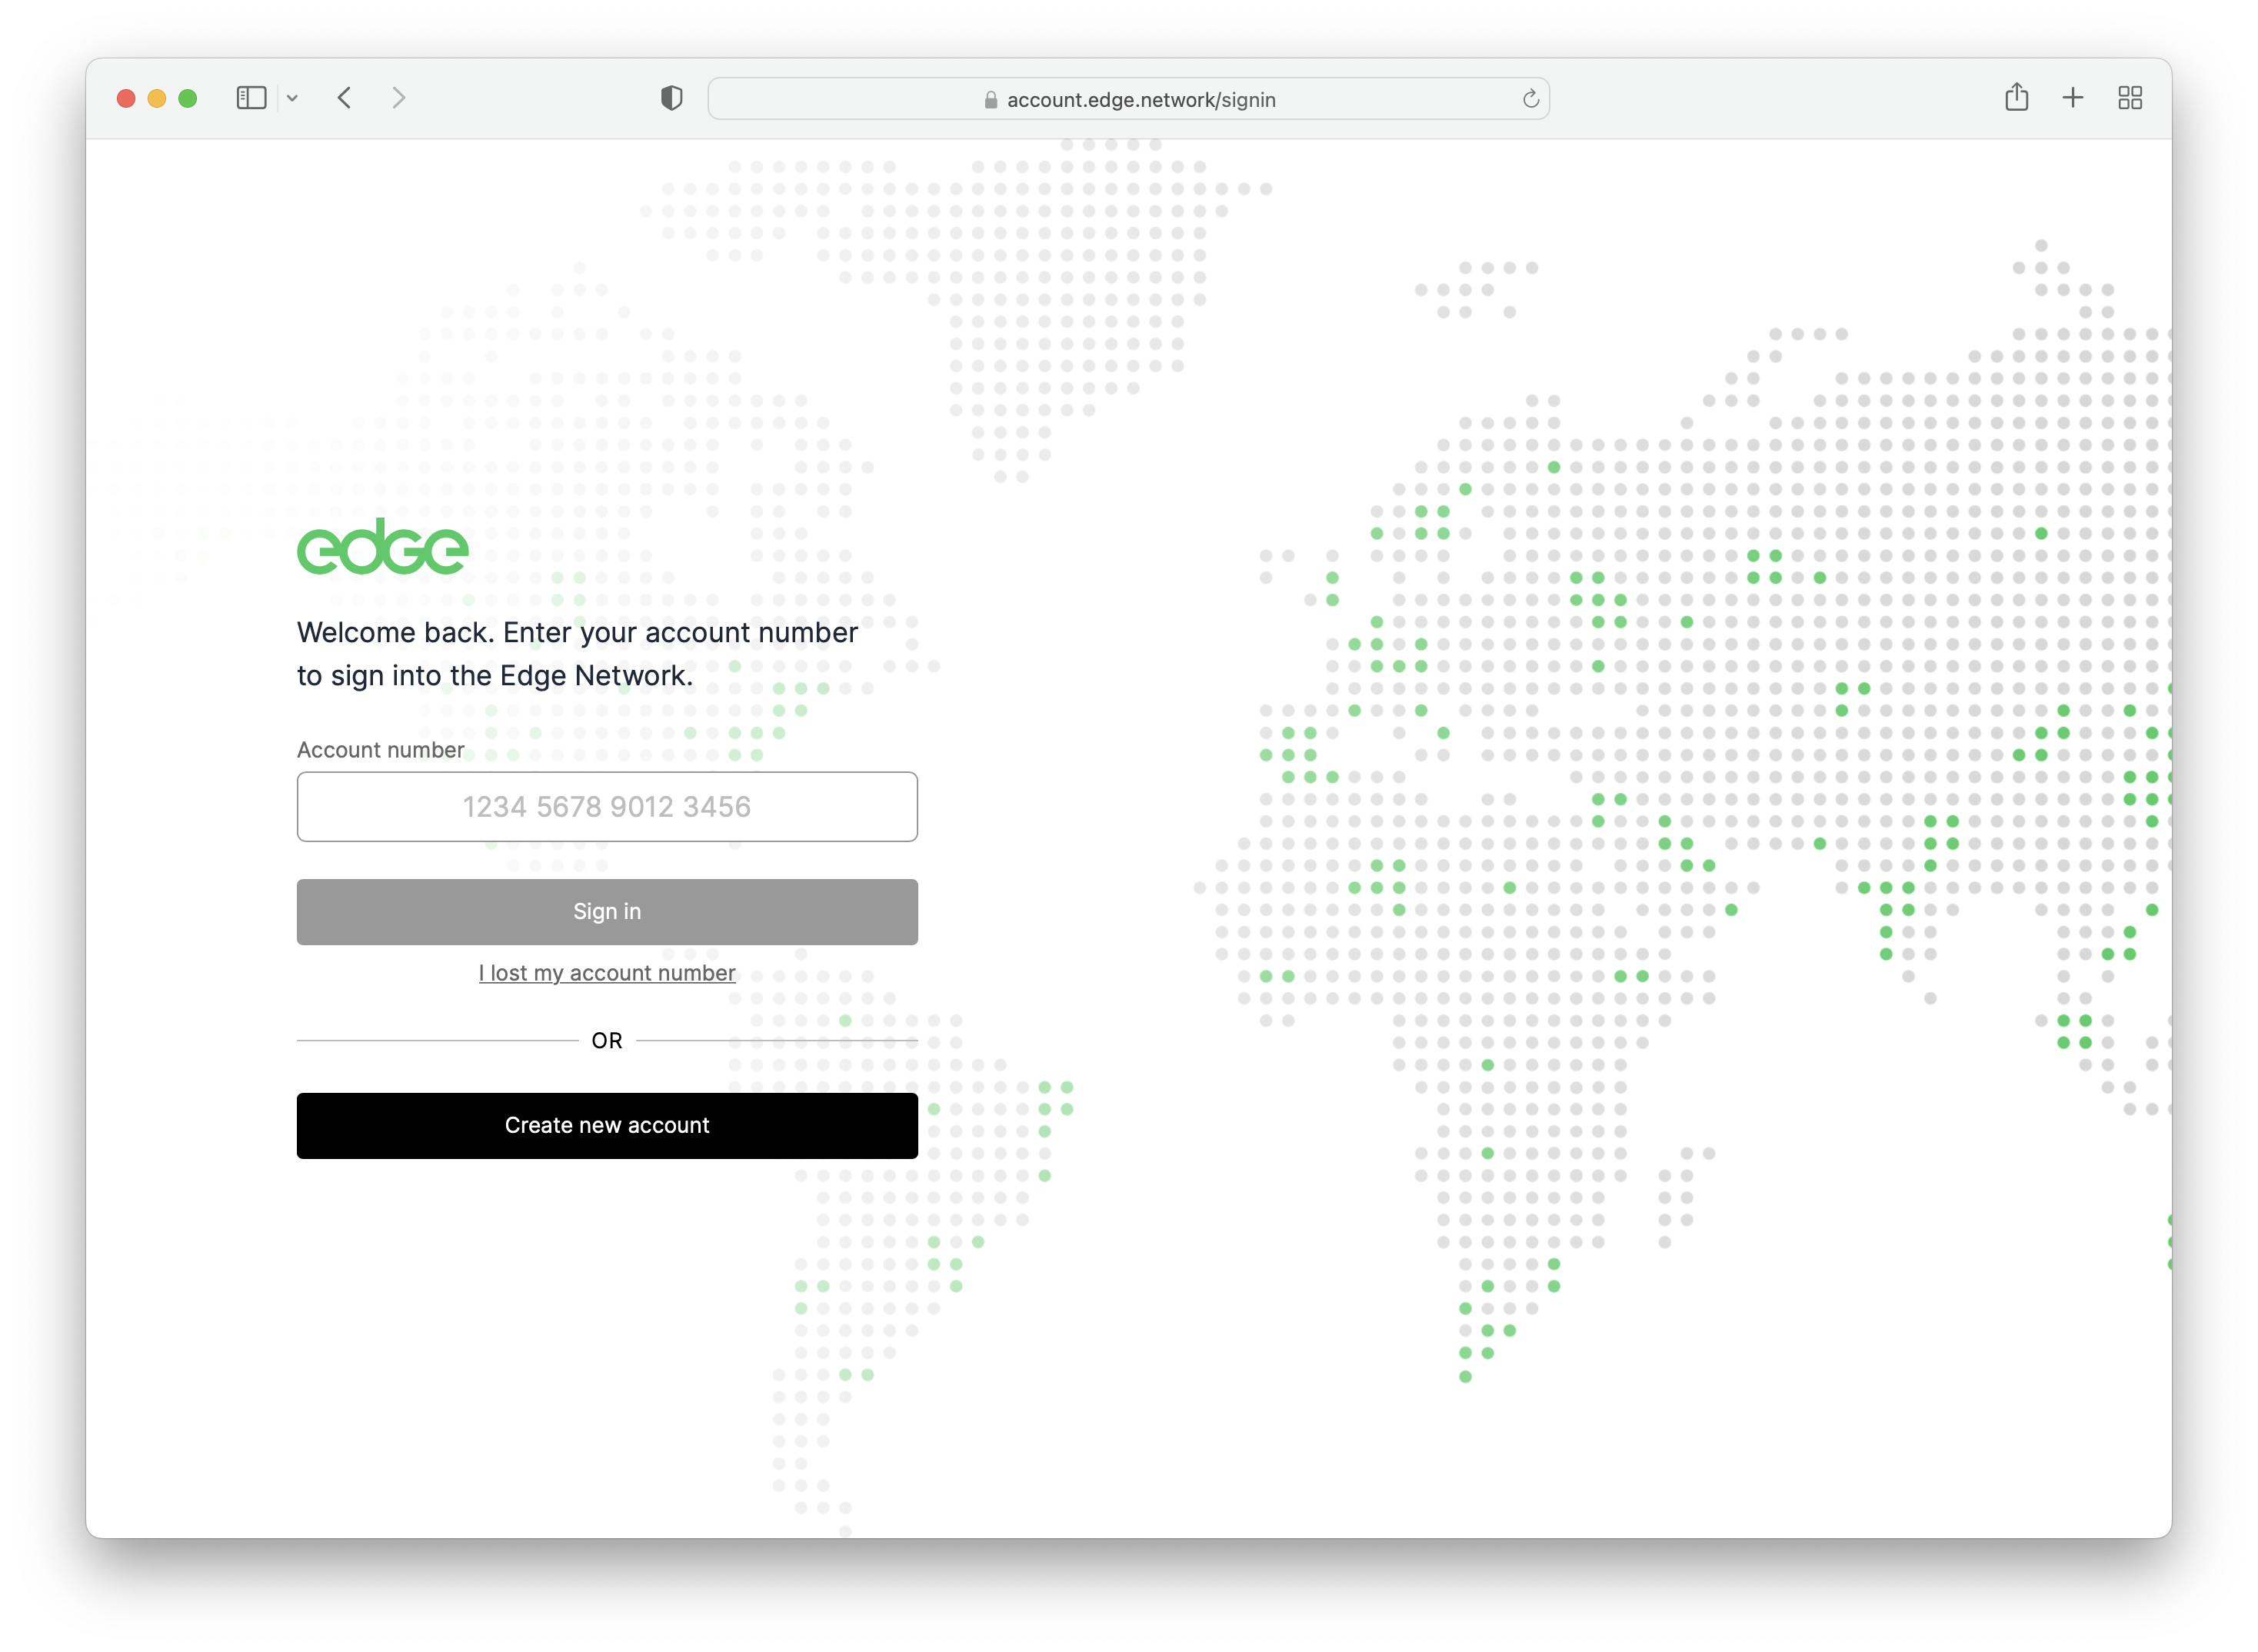 account.edge.network/signin
edge
Welcome back. Enter your account number
to sign into the Edge Network.
Account number
1234 5678 9012 3456
Sign in
I lost my account number
OR
Create new account